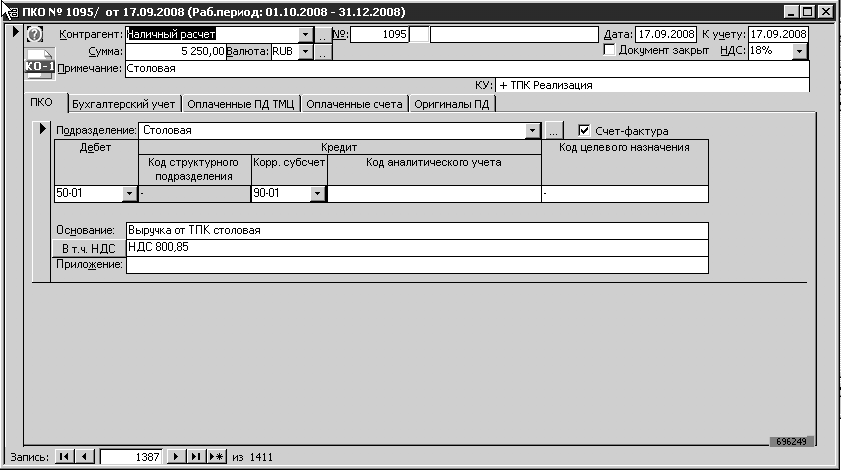 ПКО № 1095/ от 17.09.2008 (Раб.период: 01.10.2008 - 31.12.2008)
Контрагент: Наличный расчет .. №: 1095 Дата: 17.09.2008 К учету: 17.09.2008
Сумма: 5 250,00 Валюта: RUB .. Документ закрыт НДС: 18%
КО-1 Примечание: Столовая
КУ: + ТПК Реализация
ПКО Бухгалтерский учет Оплаченные ПД ТМЦ Оплаченные счета Оригиналы ПД
Подразделение: Столовая ... Счет-фактура
Дебет Кредит Код целевого назначения
Код структурного подразделения Корр. субсчет Код аналитического учета
50-01 - 90-01 -
Основание: Выручка от ТПК столовая
В т.ч. НДС НДС 800,85
Приложение:
696249
Запись: 1387 из 1411